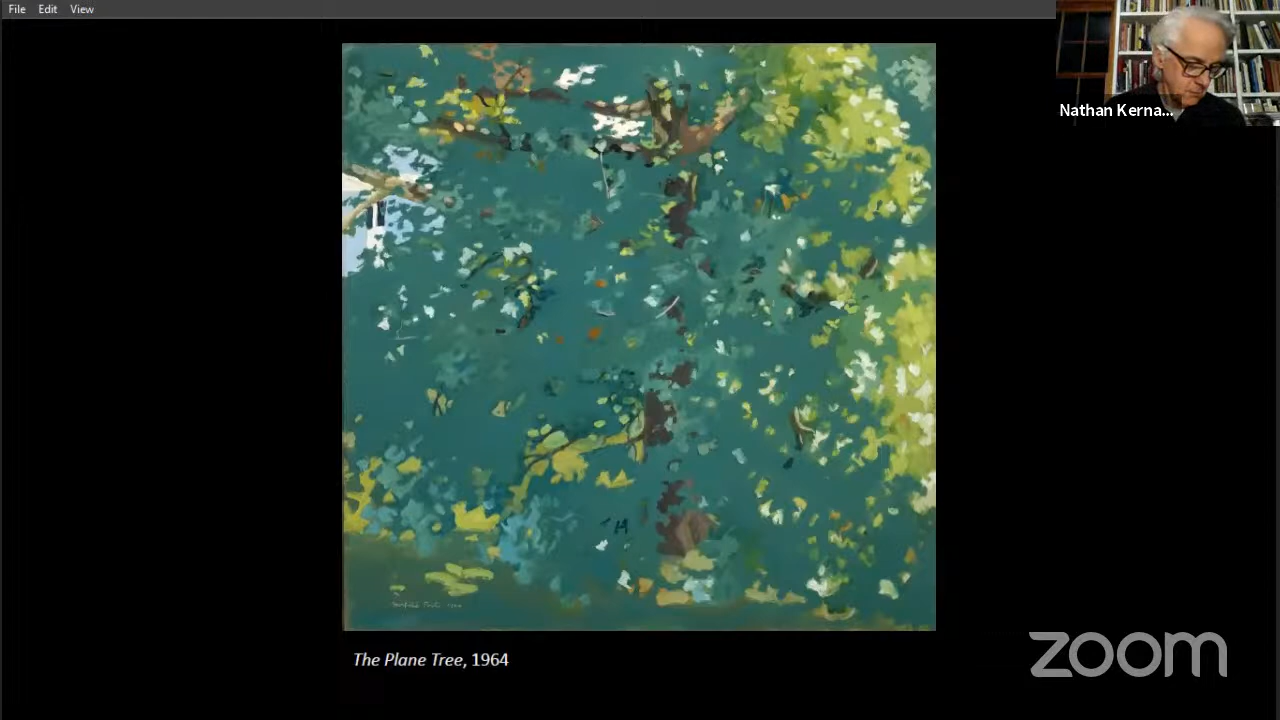 File Edit View
Nathan Kerna...
The Plane Tree, 1964
zoom